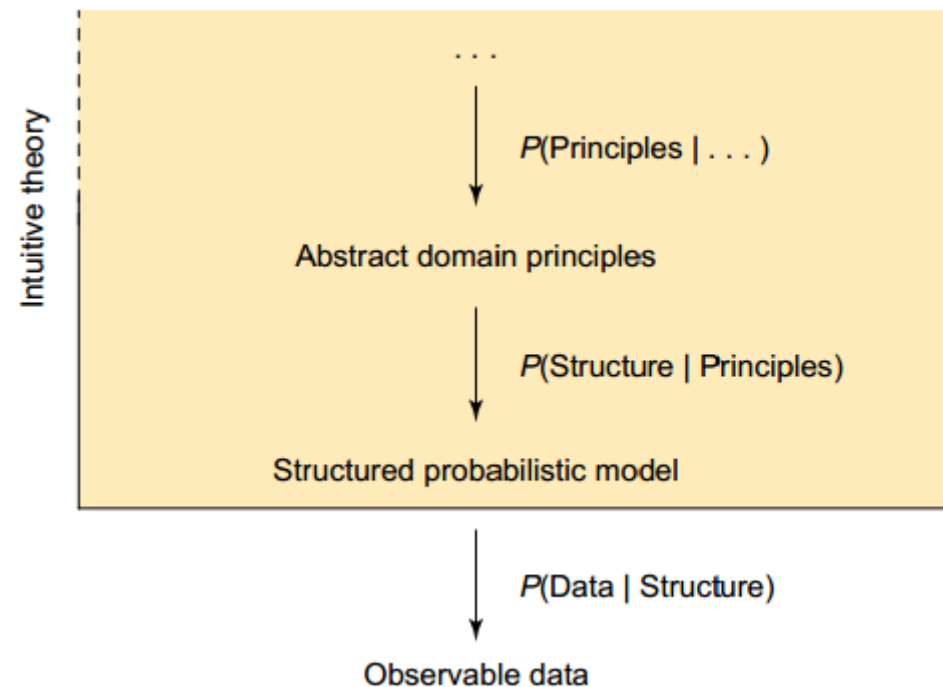 Intuitive theory
. . .
P(Principles | . . . )
Abstract domain principles
P(Structure | Principles)
Structured probabilistic model
P(Data | Structure)
Observable data